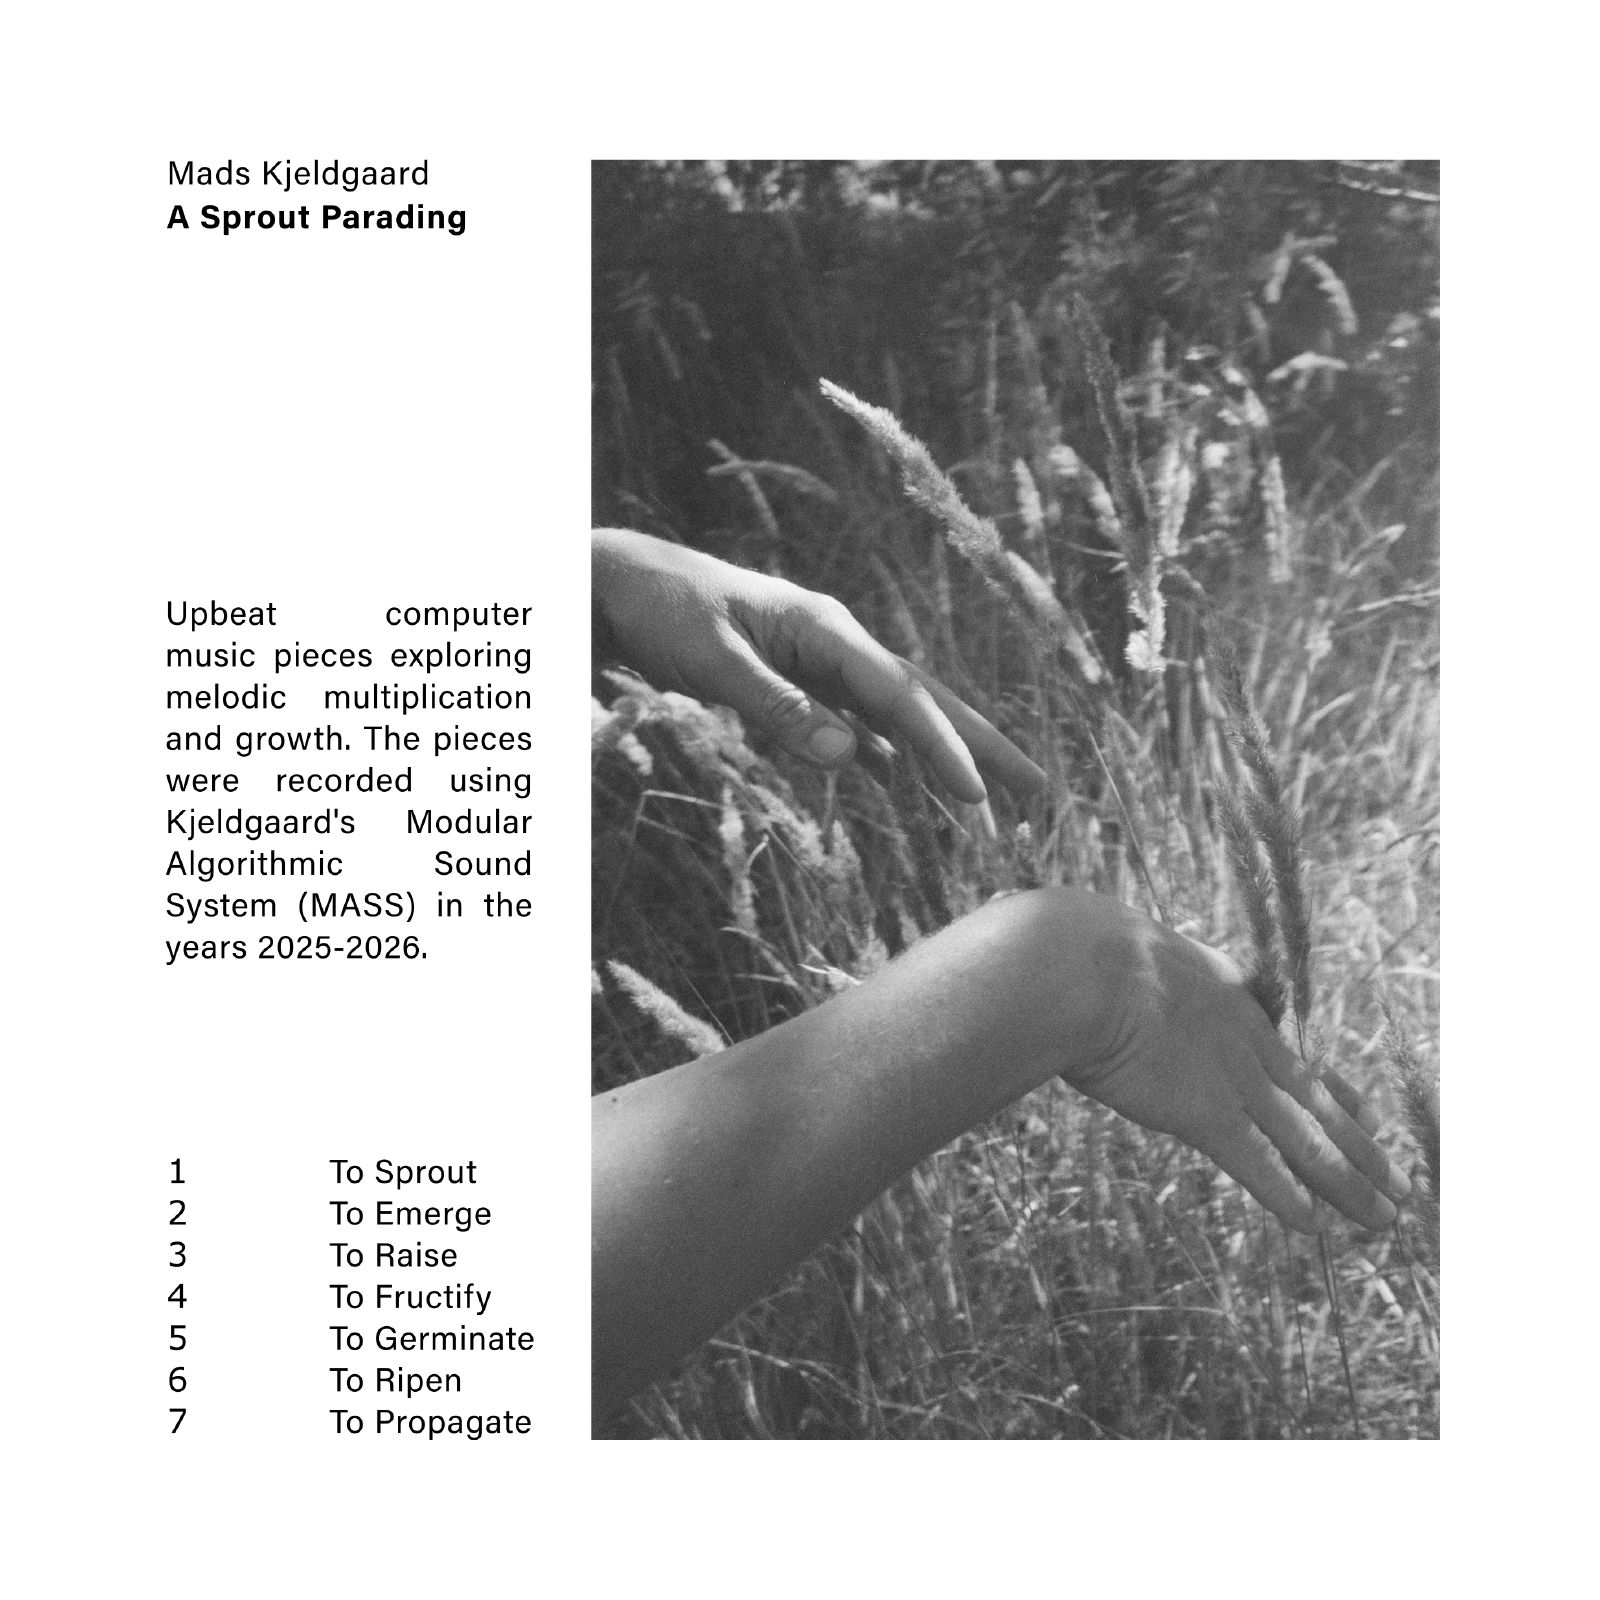 Mads Kjeldgaard
A Sprout Parading
Upbeat computer
music pieces exploring
melodic multiplication
and growth. The pieces
were recorded using
Kjeldgaard's Modular
Algorithmic Sound
System (MASS) in the
years 2025-2026.
1 To Sprout
2 To Emerge
3 To Raise
4 To Fructify
5 To Germinate
6 To Ripen
7 To Propagate